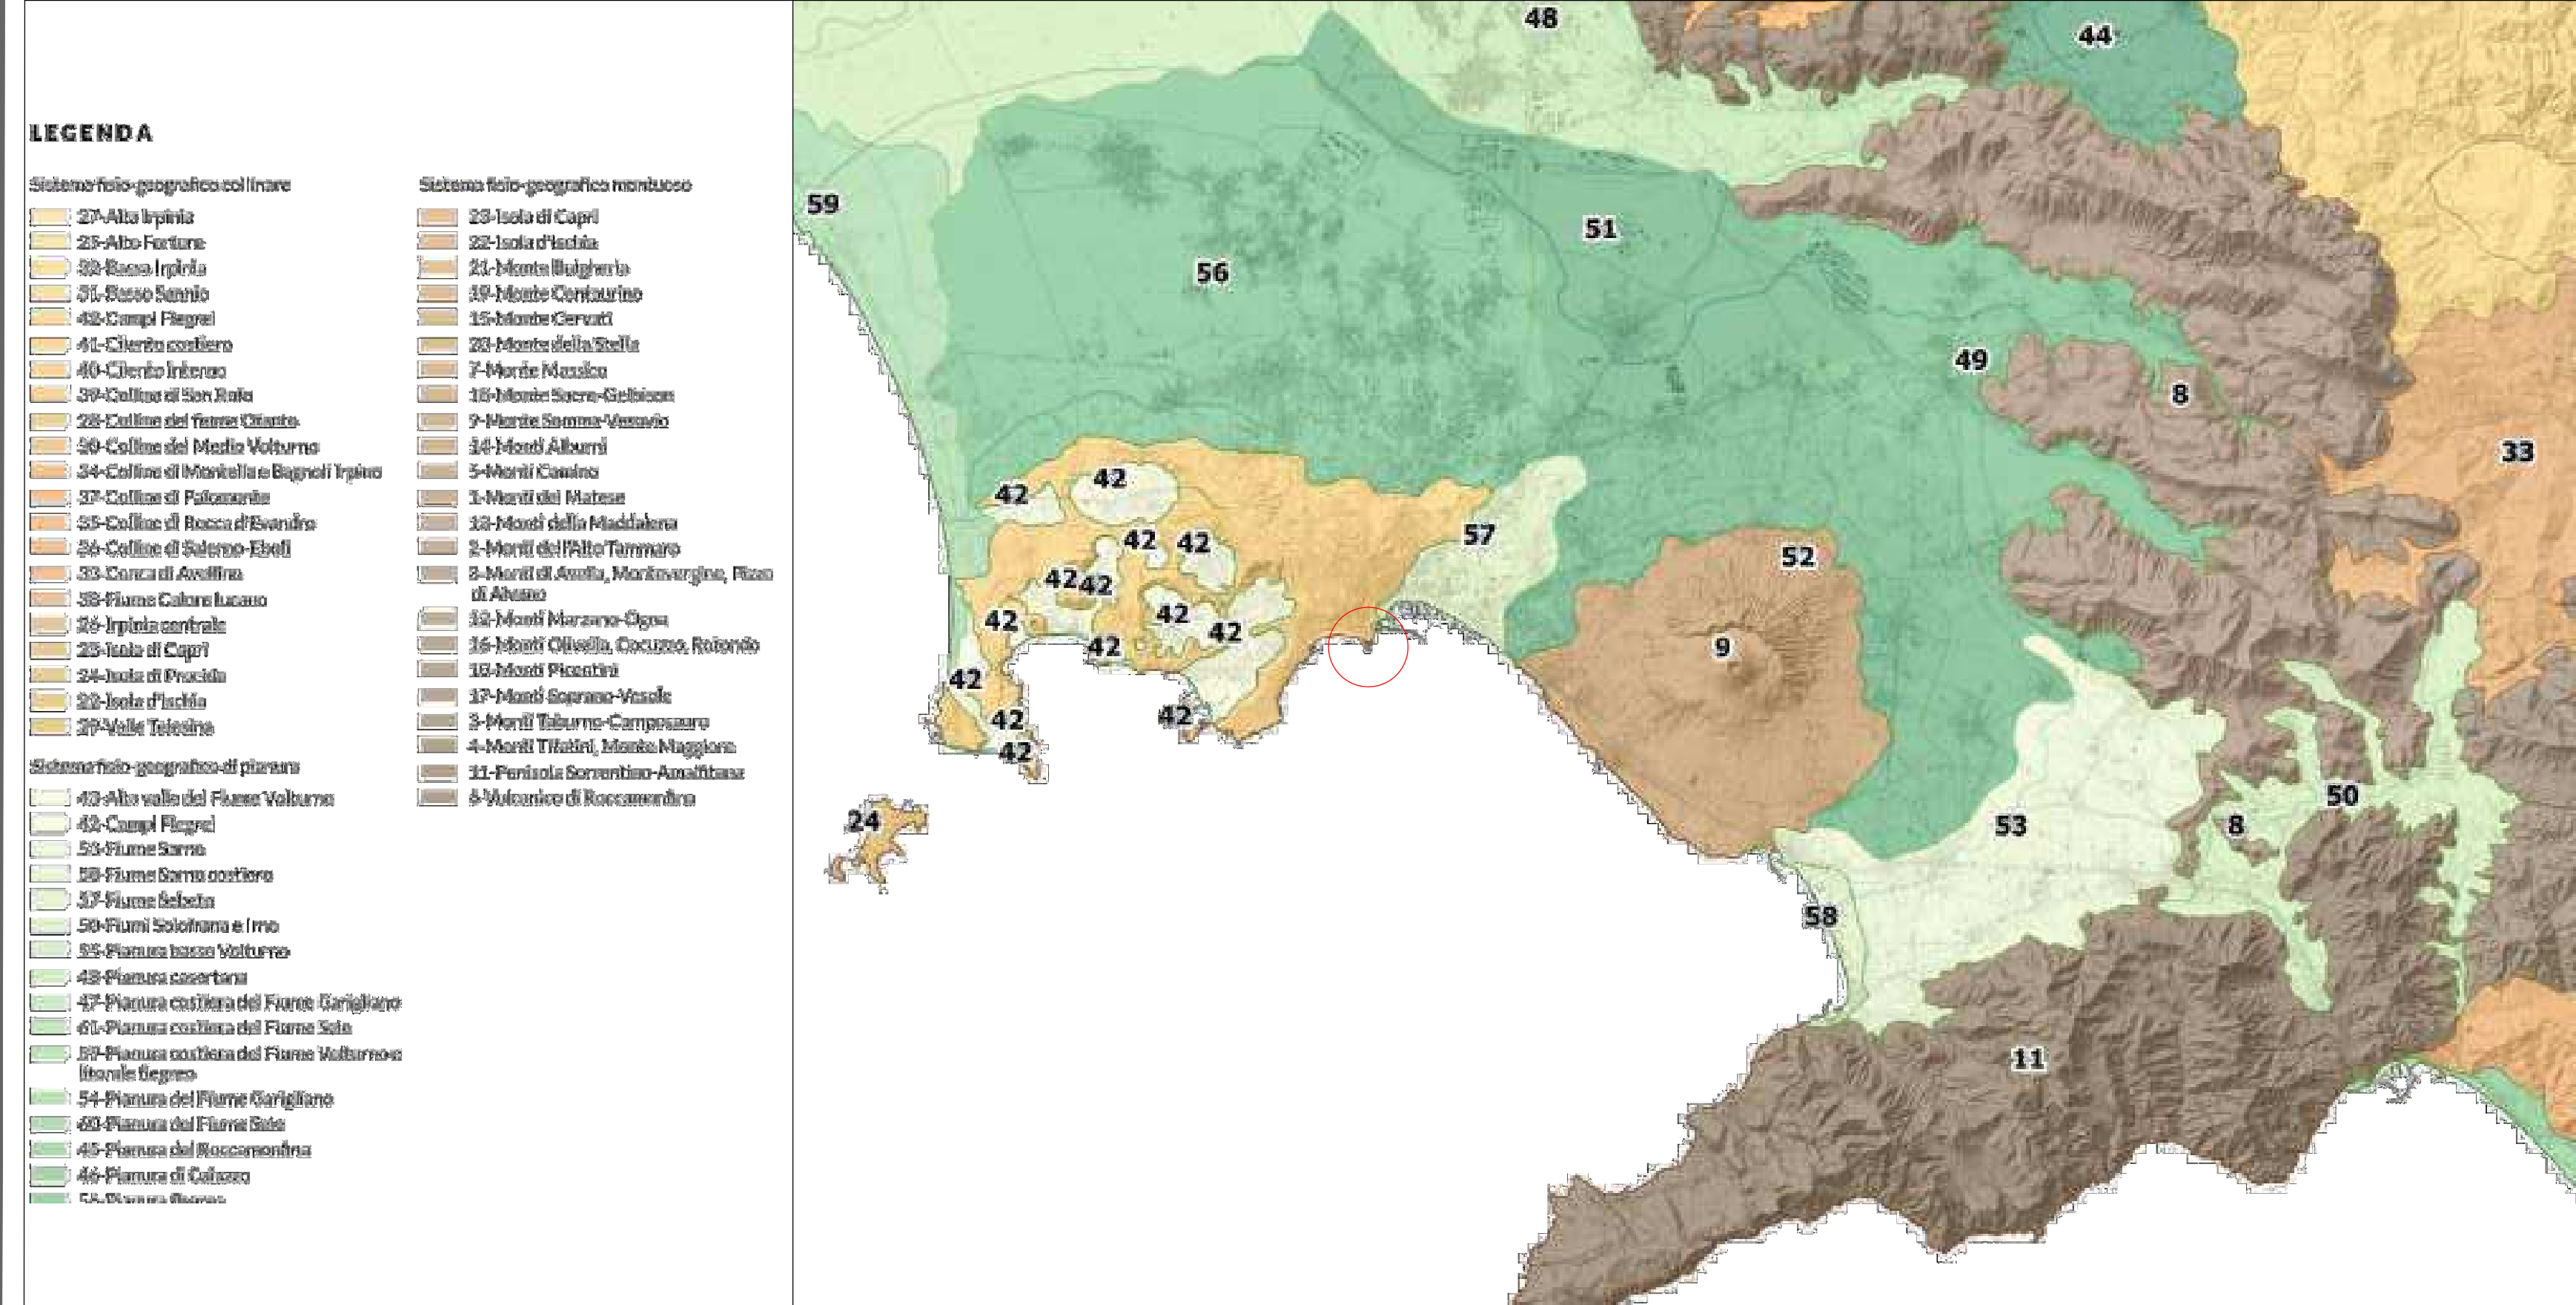 LEGENDA
Sistema fisio-geografico collinare
27-Alta Irpinia
25-Alto Fortore
32-Bassa Irpinia
31-Basso Sannio
42-Campi Flegrei
41-Cilento costiero
40-Cilento interno
39-Colline di San Rufo
28-Colline del fiume Ofanto
30-Colline del Medio Volturno
34-Colline di Montella e Bagnoli Irpino
37-Colline di Palomonte
35-Colline di Rocca d'Evandro
36-Colline di Salerno-Eboli
33-Conca di Avellino
38-Fiume Calore lucano
26-Irpinia centrale
23-Isola di Capri
24-Isola di Procida
22-Isola d'Ischia
29-Valle Telesina
Sistema fisio-geografico di pianura
43-Alta valle del Fiume Volturno
42-Campi Flegrei
53-Fiume Sarno
58-Fiume Sarno costiero
57-Fiume Sebeto
50-Fiumi Solofrana e Irno
55-Pianura basso Volturno
48-Pianura casertana
47-Pianura costiera del Fiume Garigliano
61-Pianura costiera del Fiume Sele
59-Pianura costiera del Fiume Volturno e
litorale flegreo
54-Pianura del Fiume Garigliano
60-Pianura del Fiume Sele
45-Pianura del Roccamonfina
46-Pianura di Caiazzo
Sistema fisio-geografico montuoso
23-Isola di Capri
22-Isola d'Ischia
21-Monte Bulgheria
19-Monte Centaurino
15-Monte Cervati
20-Monte della Stella
7-Monte Massico
18-Monte Sacro-Gelbison
9-Monte Somma-Vesuvio
14-Monti Alburni
5-Monti Camino
1-Monti del Matese
13-Monti della Maddalena
2-Monti dell'Alto Tammaro
8-Monti di Avella, Montevergine, Pizzo
di Alvano
12-Monti Marzano-Ogna
16-Monti Olivella, Cocuzzo, Rotondo
10-Monti Picentini
17-Monti Soprano-Vesole
3-Monti Taburno-Camposauro
4-Monti Tifatini, Monte Maggiore
11-Penisola Sorrentino-Amalfitana
6-Vulcanico di Roccamonfina
48
44
59
51
56
49
8
33
42
42
57
42
42
52
42
42
42
42
42
42
9
42
42
42
42
24
50
53
8
58
11